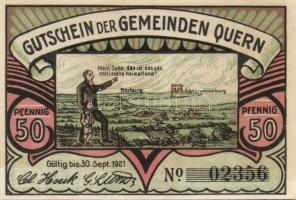 GUTSCHEIN DER GEMEINDEN QUERN
Mein Sohn, das ist das uns
entrissene Heimatland!
Norburg
PFENNIG
50
PFENNIG
50
Gültig bis 30. Sept. 1921
No 02356